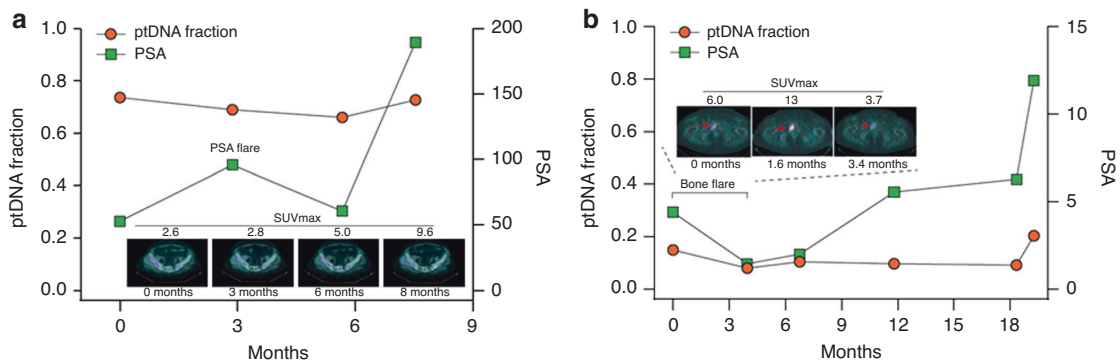 a
ptDNA fraction
PSA
1.0
0.8
0.6
0.4
0.2
0.0
ptDNA fraction
200
150
100
50
0
PSA
PSA flare
SUVmax
2.6 2.8 5.0 9.6
0 months 3 months 6 months 8 months
0 3 6 9
Months
b
ptDNA fraction
PSA
1.0
0.8
0.6
0.4
0.2
0.0
ptDNA fraction
15
10
5
0
PSA
SUVmax
6.0 13 3.7
0 months 1.6 months 3.4 months
Bone flare
0 3 6 9 12 15 18
Months